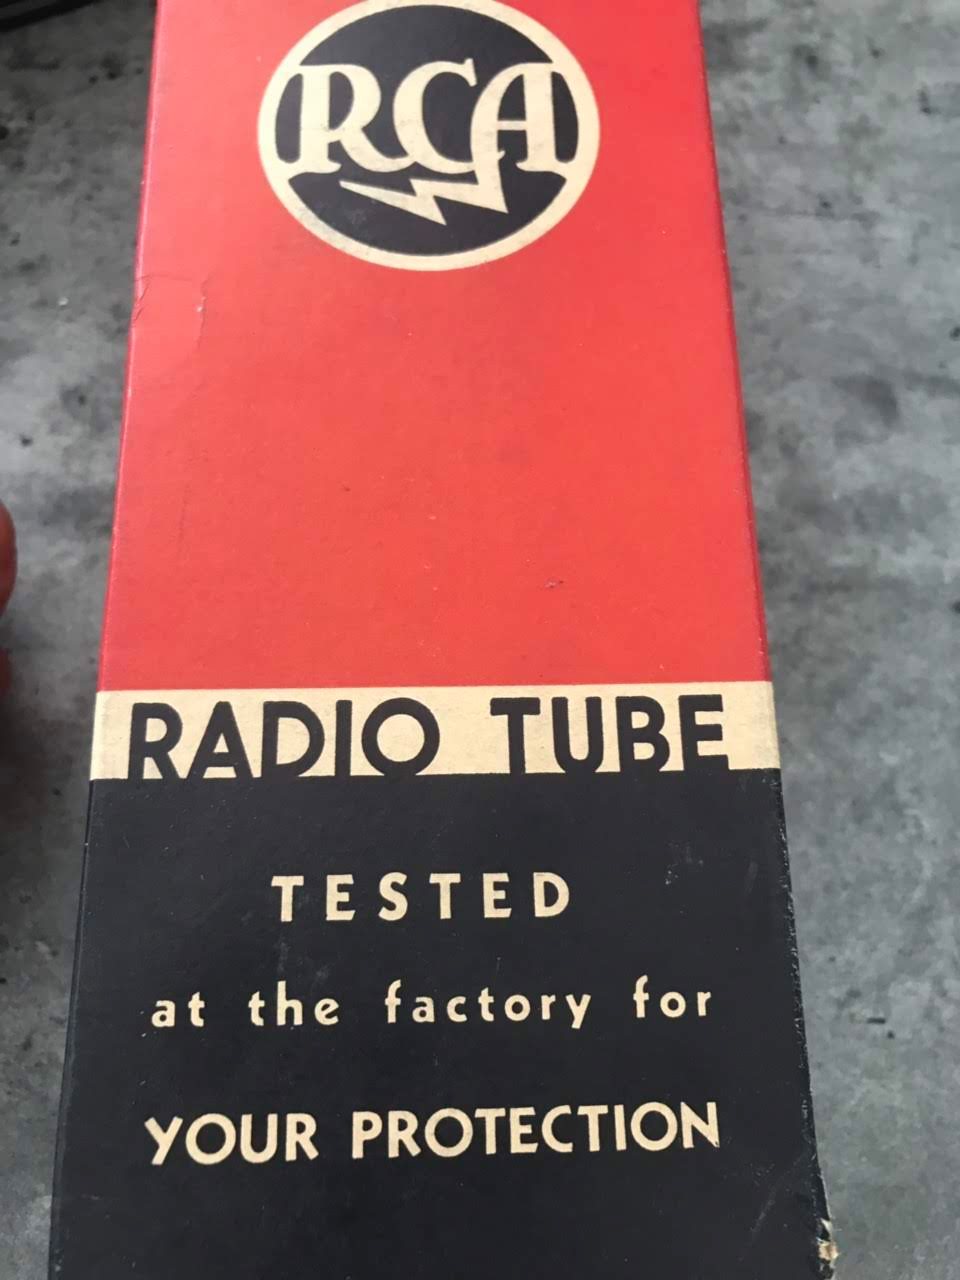 RCA
RADIO TUBE
TESTED
at the factory for
YOUR PROTECTION